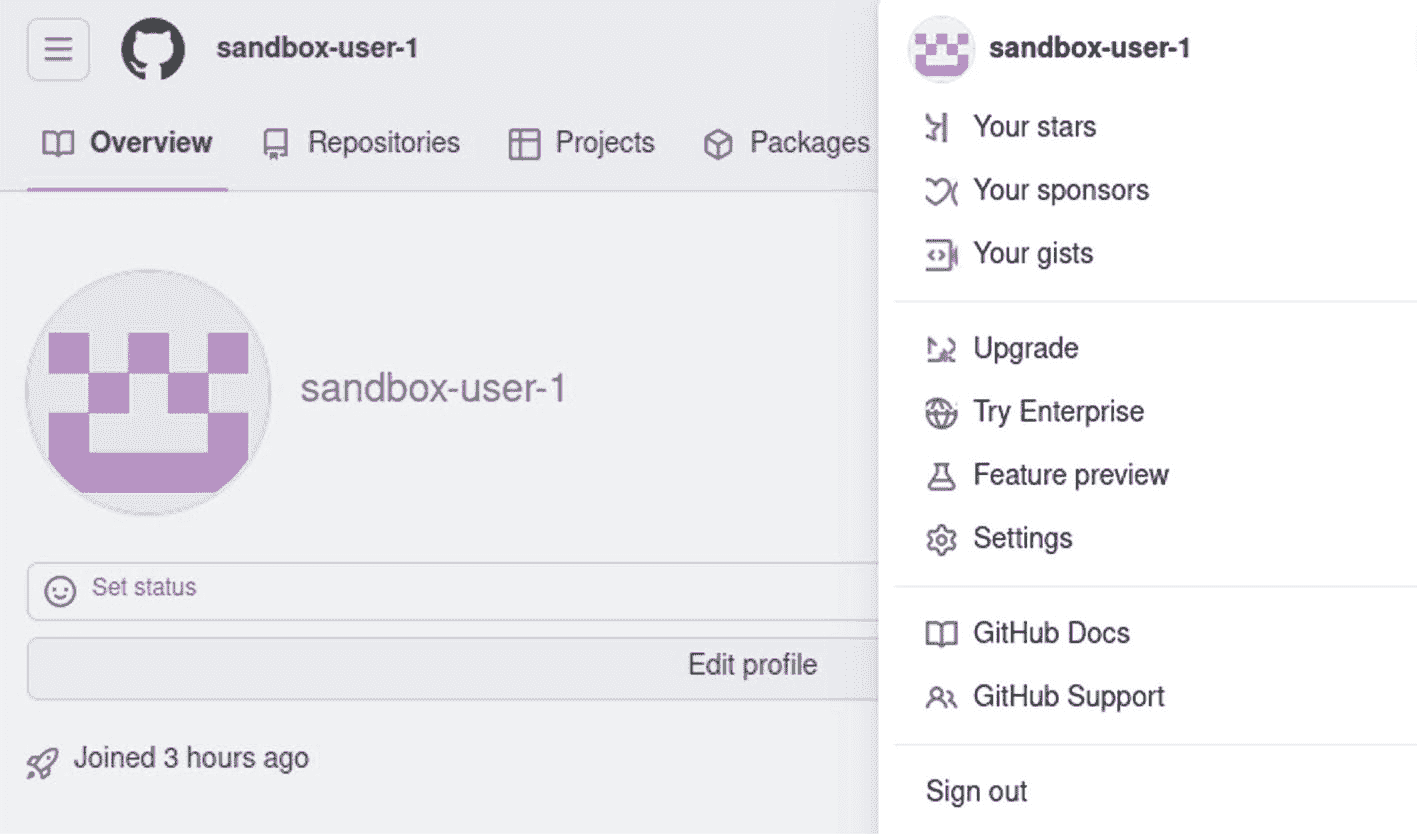 sandbox-user-1
Overview Repositories Projects Packages
sandbox-user-1
Set status
Edit profile
Joined 3 hours ago
sandbox-user-1
Your stars
Your sponsors
Your gists
Upgrade
Try Enterprise
Feature preview
Settings
GitHub Docs
GitHub Support
Sign out